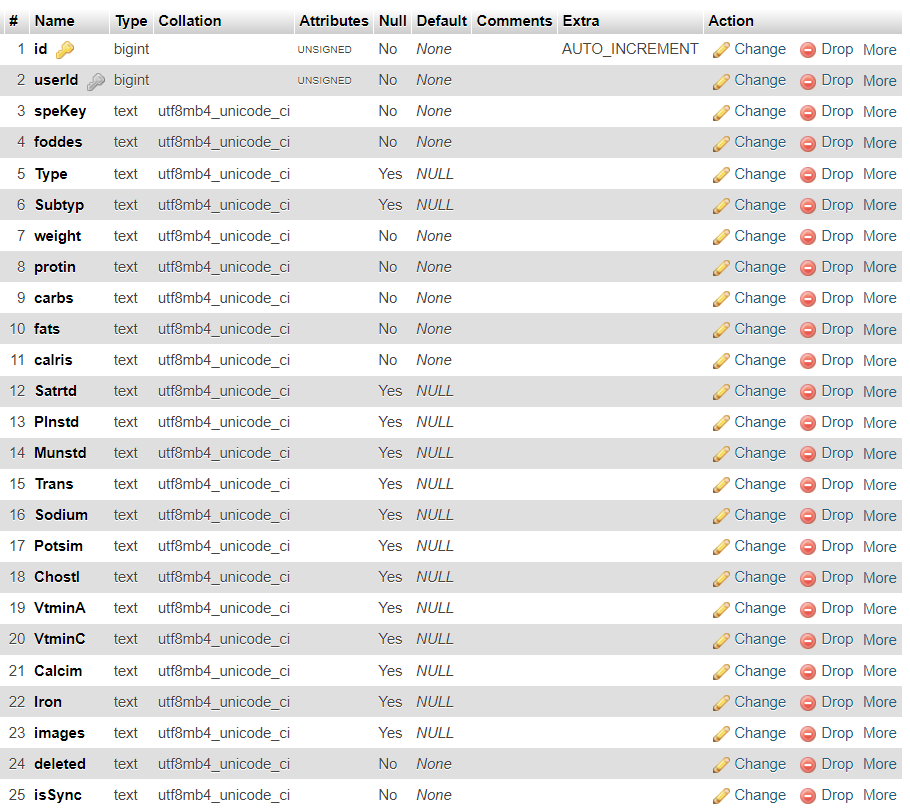 # Name Type Collation Attributes Null Default Comments Extra Action
1 id bigint UNSIGNED No None AUTO_INCREMENT Change Drop More
2 userId bigint UNSIGNED No None Change Drop More
3 speKey text utf8mb4_unicode_ci No None Change Drop More
4 foddes text utf8mb4_unicode_ci No None Change Drop More
5 Type text utf8mb4_unicode_ci Yes NULL Change Drop More
6 Subtyp text utf8mb4_unicode_ci Yes NULL Change Drop More
7 weight text utf8mb4_unicode_ci No None Change Drop More
8 protin text utf8mb4_unicode_ci No None Change Drop More
9 carbs text utf8mb4_unicode_ci No None Change Drop More
10 fats text utf8mb4_unicode_ci No None Change Drop More
11 calris text utf8mb4_unicode_ci No None Change Drop More
12 Satrtd text utf8mb4_unicode_ci Yes NULL Change Drop More
13 Plnstd text utf8mb4_unicode_ci Yes NULL Change Drop More
14 Munstd text utf8mb4_unicode_ci Yes NULL Change Drop More
15 Trans text utf8mb4_unicode_ci Yes NULL Change Drop More
16 Sodium text utf8mb4_unicode_ci Yes NULL Change Drop More
17 Potsim text utf8mb4_unicode_ci Yes NULL Change Drop More
18 Chostl text utf8mb4_unicode_ci Yes NULL Change Drop More
19 VtminA text utf8mb4_unicode_ci Yes NULL Change Drop More
20 VtminC text utf8mb4_unicode_ci Yes NULL Change Drop More
21 Calcim text utf8mb4_unicode_ci Yes NULL Change Drop More
22 Iron text utf8mb4_unicode_ci Yes NULL Change Drop More
23 images text utf8mb4_unicode_ci Yes NULL Change Drop More
24 deleted text utf8mb4_unicode_ci No None Change Drop More
25 isSync text utf8mb4_unicode_ci No None Change Drop More